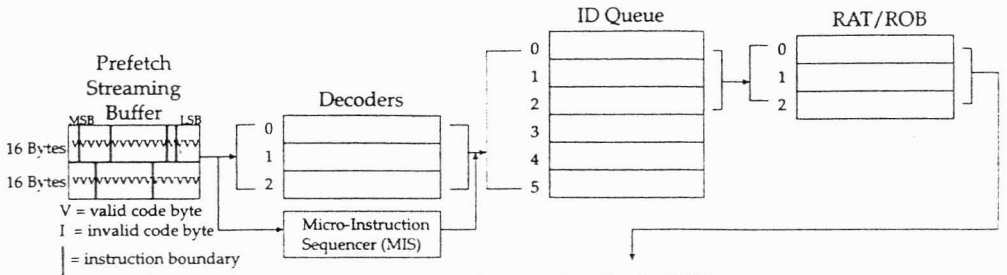 ID Queue
RAT/ROB
Prefetch
Streaming
Buffer
Decoders
MSB
LSB
16 Bytes
VVVVVVVVVVVVVVVV
16 Bytes
VVVVVVVVVVVVVVVV
V = valid code byte
I = invalid code byte
= instruction boundary
0
1
2
Micro-Instruction
Sequencer (MIS)
0
1
2
3
4
5
0
1
2